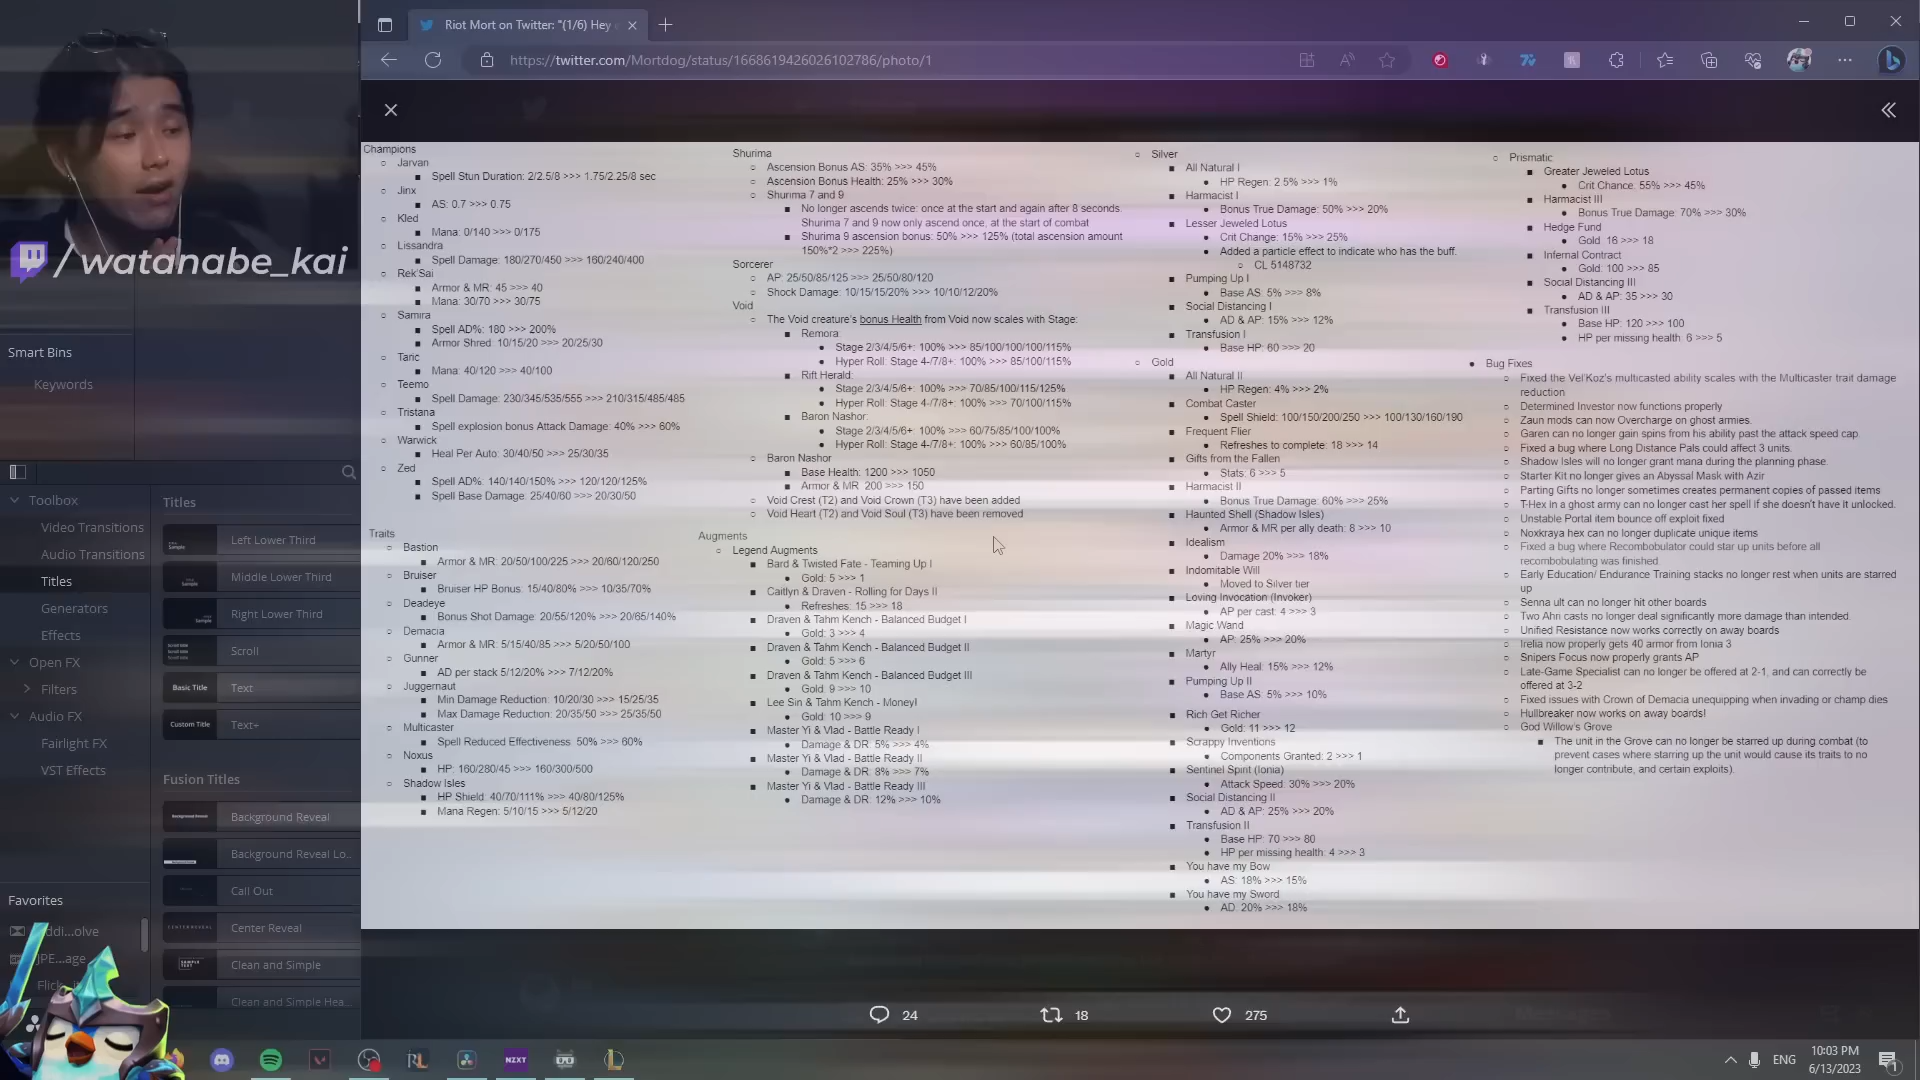 Riot Mort on Twitter: "(1/6) Hey
https://twitter.com/Mortdog/status/1668619426026102786/photo/1
/watanabe_kai
Smart Bins
Keywords
Toolbox
Video Transitions
Audio Transitions
Titles
Generators
Effects
Open FX
Filters
Audio FX
Fairlight FX
VST Effects
Favorites
Titles
Left Lower Third
Middle Lower Third
Right Lower Third
Scroll
Basic Title
Text
Custom Title
Text+
Fusion Titles
Background Reveal
Background Reveal Lo...
Call Out
Center Reveal
Clean and Simple
Clean and Simple Hea...
Champions
Jarvan
Spell Stun Duration: 2/2.5/8 >>> 1.75/2.25/8 sec
Jinx
AS: 0.7 >>> 0.75
Kled
Mana: 0/140 >>> 0/175
Lissandra
Spell Damage: 180/270/450 >>> 160/240/400
Rek'Sai
Armor & MR: 45 >>> 40
Mana: 30/70 >>> 30/75
Samira
Spell AD%: 180 >>> 200%
Armor Shred: 10/15/20 >>> 20/25/30
Taric
Mana: 40/120 >>> 40/100
Teemo
Spell Damage: 230/345/535/555 >>> 210/315/485/485
Tristana
Spell explosion bonus Attack Damage: 40% >>> 60%
Warwick
Heal Per Auto: 30/40/50 >>> 25/30/35
Zed
Spell AD%: 140/140/150% >>> 120/120/125%
Spell Base Damage: 25/40/60 >>> 20/30/50
Traits
Bastion
Armor & MR: 20/50/100/225 >>> 20/60/120/250
Bruiser
Bruiser HP Bonus: 15/40/80% >>> 10/35/70%
Deadeye
Bonus Shot Damage: 20/55/120% >>> 20/65/140%
Demacia
Armor & MR: 5/15/40/85 >>> 5/20/50/100
Gunner
AD per stack 5/12/20% >>> 7/12/20%
Juggernaut
Min Damage Reduction: 10/20/30 >>> 15/25/35
Max Damage Reduction: 20/35/50 >>> 25/35/50
Multicaster
Spell Reduced Effectiveness: 50% >>> 60%
Noxus
HP: 160/280/45 >>> 160/300/500
Shadow Isles
HP Shield: 40/70/111% >>> 40/80/125%
Mana Regen: 5/10/15 >>> 5/12/20
Shurima
Ascension Bonus AS: 35% >>> 45%
Ascension Bonus Health: 25% >>> 30%
Shurima 7 and 9
No longer ascends twice: once at the start and again after 8 seconds.
Shurima 7 and 9 now only ascend once, at the start of combat
Shurima 9 ascension bonus: 50% >>> 125% (total ascension amount
150%*2 >>> 225%)
Sorcerer
AP: 25/50/85/125 >>> 25/50/80/120
Shock Damage: 10/15/15/20% >>> 10/10/12/20%
Void
The Void creature's bonus Health from Void now scales with Stage:
Remora:
Stage 2/3/4/5/6+: 100% >>> 85/100/100/100/115%
Hyper Roll: Stage 4-/7/8+: 100% >>> 85/100/115%
Rift Herald:
Stage 2/3/4/5/6+: 100% >>> 70/85/100/115/125%
Hyper Roll: Stage 4-/7/8+: 100% >>> 70/100/115%
Baron Nashor:
Stage 2/3/4/5/6+: 100% >>> 60/75/85/100/100%
Hyper Roll: Stage 4-/7/8+: 100% >>> 60/85/100%
Baron Nashor
Base Health: 1200 >>> 1050
Armor & MR: 200 >>> 150
Void Crest (T2) and Void Crown (T3) have been added
Void Heart (T2) and Void Soul (T3) have been removed
Augments
Legend Augments
Bard & Twisted Fate - Teaming Up I
Gold: 5 >>> 1
Caitlyn & Draven - Rolling for Days II
Refreshes: 15 >>> 18
Draven & Tahm Kench - Balanced Budget I
Gold: 3 >>> 4
Draven & Tahm Kench - Balanced Budget II
Gold: 5 >>> 6
Draven & Tahm Kench - Balanced Budget III
Gold: 9 >>> 10
Lee Sin & Tahm Kench - Money!
Gold: 10 >>> 9
Master Yi & Vlad - Battle Ready I
Damage & DR: 5% >>> 4%
Master Yi & Vlad - Battle Ready II
Damage & DR: 8% >>> 7%
Master Yi & Vlad - Battle Ready III
Damage & DR: 12% >>> 10%
Silver
All Natural I
HP Regen: 2.5% >>> 1%
Harmacist I
Bonus True Damage: 50% >>> 20%
Lesser Jeweled Lotus
Crit Change: 15% >>> 25%
Added a particle effect to indicate who has the buff.
CL 5148732
Pumping Up I
Base AS: 5% >>> 8%
Social Distancing I
AD & AP: 15% >>> 12%
Transfusion I
Base HP: 60 >>> 20
Gold
All Natural II
HP Regen: 4% >>> 2%
Combat Caster
Spell Shield: 100/150/200/250 >>> 100/130/160/190
Frequent Flier
Refreshes to complete: 18 >>> 14
Gifts from the Fallen
Stats: 6 >>> 5
Harmacist II
Bonus True Damage: 60% >>> 25%
Haunted Shell (Shadow Isles)
Armor & MR per ally death: 8 >>> 10
Idealism
Damage 20% >>> 18%
Indomitable Will
Moved to Silver tier
Loving Invocation (Invoker)
AP per cast: 4 >>> 3
Magic Wand
AP: 25% >>> 20%
Martyr
Ally Heal: 15% >>> 12%
Pumping Up II
Base AS: 5% >>> 10%
Rich Get Richer
Gold: 11 >>> 12
Scrappy Inventions
Components Granted: 2 >>> 1
Sentinel Spirit (Ionia)
Attack Speed: 30% >>> 20%
Social Distancing II
AD & AP: 25% >>> 20%
Transfusion II
Base HP: 70 >>> 80
HP per missing health: 4 >>> 3
You have my Bow
AS: 18% >>> 15%
You have my Sword
AD: 20% >>> 18%
Prismatic
Greater Jeweled Lotus
Crit Chance: 55% >>> 45%
Harmacist III
Bonus True Damage: 70% >>> 30%
Hedge Fund
Gold: 16 >>> 18
Infernal Contract
Gold: 100 >>> 85
Social Distancing III
AD & AP: 35 >>> 30
Transfusion III
Base HP: 120 >>> 100
HP per missing health: 6 >>> 5
Bug Fixes
Fixed the Vel'Koz's multicasted ability scales with the Multicaster trait damage
reduction
Determined Investor now functions properly
Zaun mods can now Overcharge on ghost armies.
Garen can no longer gain spins from his ability past the attack speed cap.
Fixed a bug where Long Distance Pals could affect 3 units.
Shadow Isles will no longer grant mana during the planning phase.
Starter Kit no longer gives an Abyssal Mask with Azir
Parting Gifts no longer sometimes creates permanent copies of passed items
T-Hex in a ghost army can no longer cast her spell if she doesn't have it unlocked.
Unstable Portal item bounce off exploit fixed
Noxkraya hex can no longer duplicate unique items
Fixed a bug where Recombobulator could star up units before all
recombobulating was finished
Early Education/ Endurance Training stacks no longer rest when units are starred
up
Senna ult can no longer hit other boards
Two Ahri casts no longer deal significantly more damage than intended.
Unified Resistance now works correctly on away boards
Irelia now properly gets 40 armor from Ionia 3
Snipers Focus now properly grants AP
Late-Game Specialist can no longer be offered at 2-1, and can correctly be
offered at 3-2
Fixed issues with Crown of Demacia unequipping when invading or champ dies
Hullbreaker now works on away boards!
God Willow's Grove
The unit in the Grove can no longer be starred up during combat (to
prevent cases where starring up the unit would cause its traits to no
longer contribute, and certain exploits).
24
18
275
NZXT
ENG
10:03 PM
6/13/2023